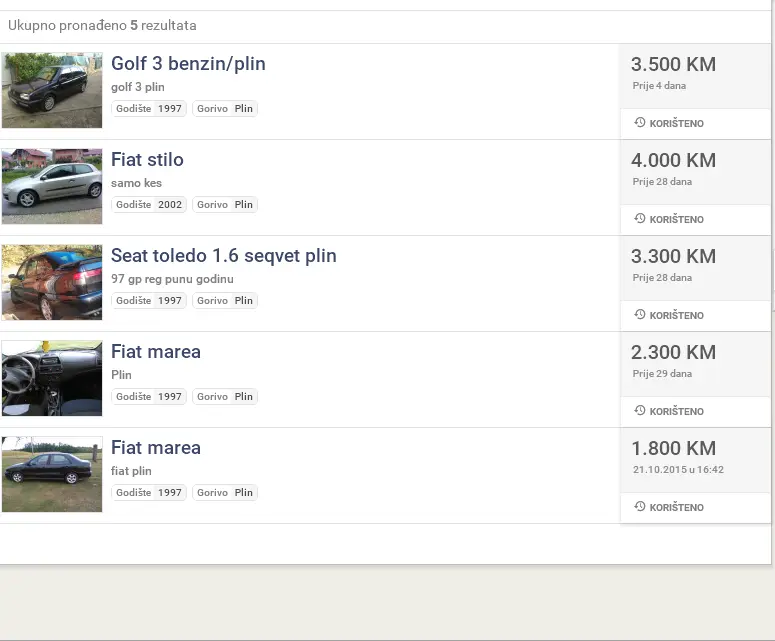 Ukupno pronađeno 5 rezultata
Golf 3 benzin/plin
golf 3 plin
Godište 1997 Gorivo Plin
3.500 KM
Prije 4 dana
KORIŠTENO
Fiat stilo
samo kes
Godište 2002 Gorivo Plin
4.000 KM
Prije 28 dana
KORIŠTENO
Seat toledo 1.6 seqvet plin
97 gp reg punu godinu
Godište 1997 Gorivo Plin
3.300 KM
Prije 28 dana
KORIŠTENO
Fiat marea
Plin
Godište 1997 Gorivo Plin
2.300 KM
Prije 29 dana
KORIŠTENO
Fiat marea
fiat plin
Godište 1997 Gorivo Plin
1.800 KM
21.10.2015 u 16:42
KORIŠTENO